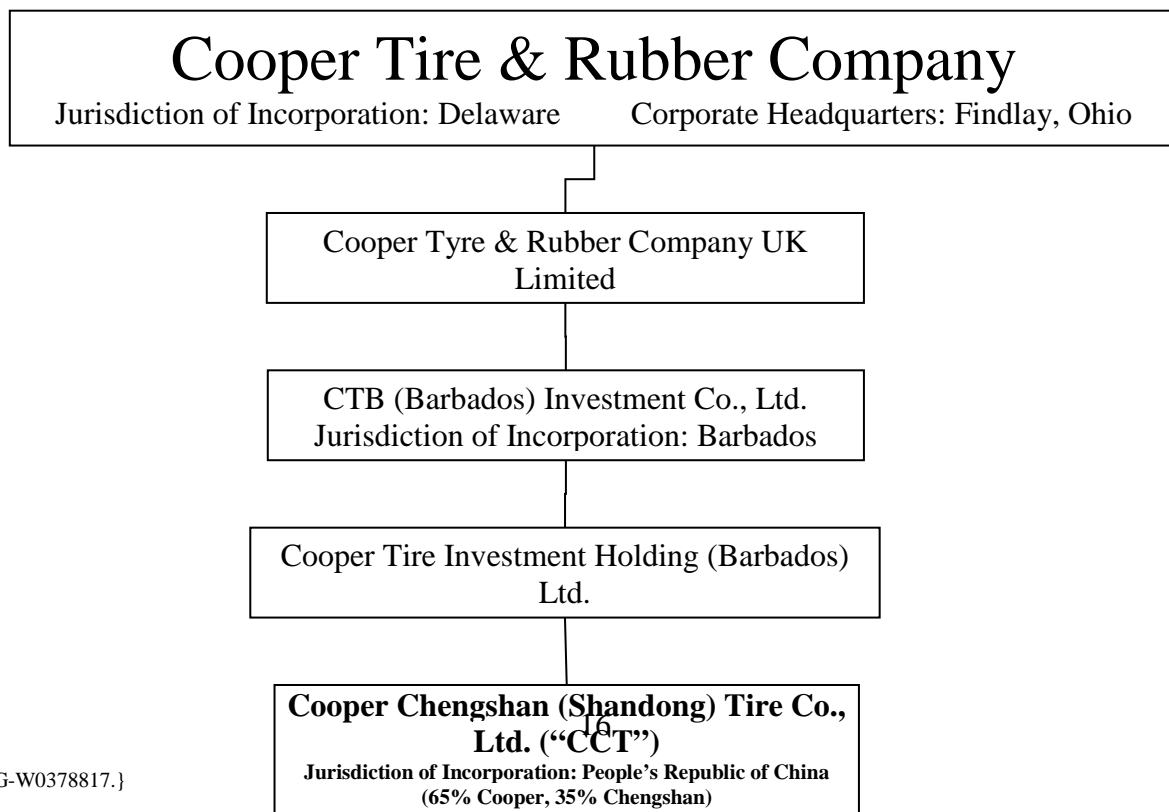 Cooper Tire & Rubber Company
Jurisdiction of Incorporation: Delaware Corporate Headquarters: Findlay, Ohio
Cooper Tyre & Rubber Company UK
Limited
CTB (Barbados) Investment Co., Ltd.
Jurisdiction of Incorporation: Barbados
Cooper Tire Investment Holding (Barbados)
Ltd.
Cooper Chengshan (Shandong) Tire Co.,
16
Ltd. (“CCT”)
Jurisdiction of Incorporation: People’s Republic of China
G-W0378817.}
(65% Cooper, 35% Chengshan)